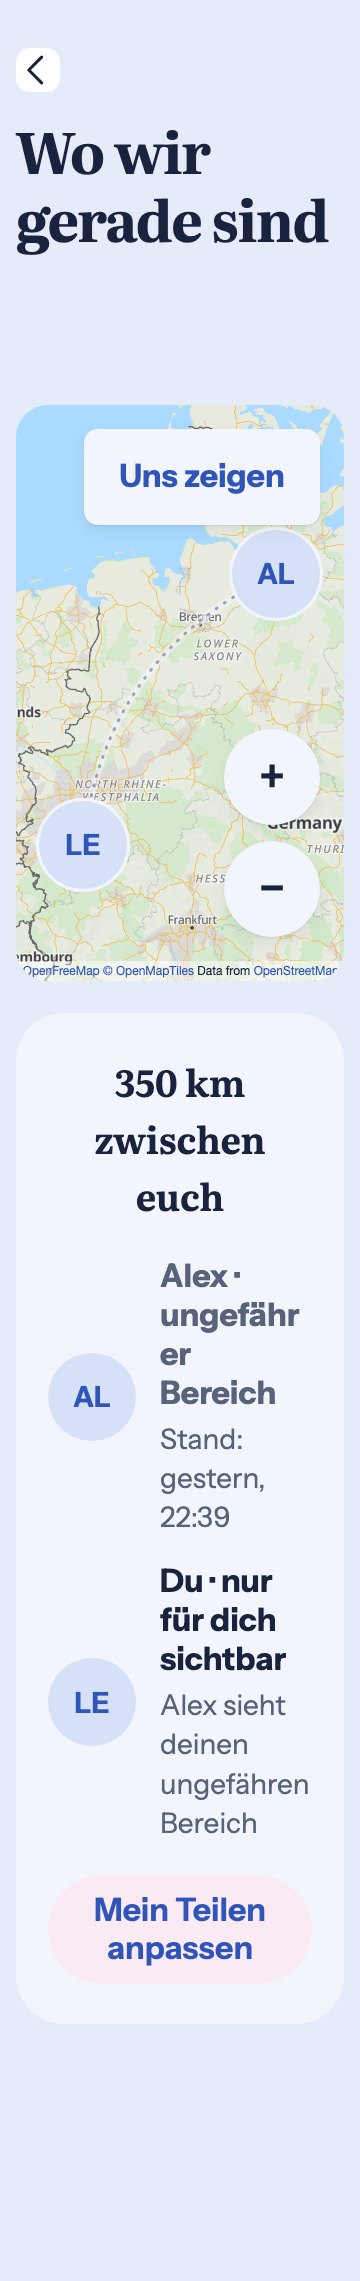 Wo wir
gerade sind
Uns zeigen
AL
Bremen
LOWER
SAXONY
nds
NORTH RHINE-
WESTPHALIA
+
Germany
LE
THURI
HESS
−
Frankfurt
embourg
OpenFreeMap © OpenMapTiles Data from OpenStreetMap
350 km
zwischen
euch
Alex ·
ungefähr
er
Bereich
AL
Stand:
gestern,
22:39
Du · nur
für dich
sichtbar
LE
Alex sieht
deinen
ungefähren
Bereich
Mein Teilen
anpassen